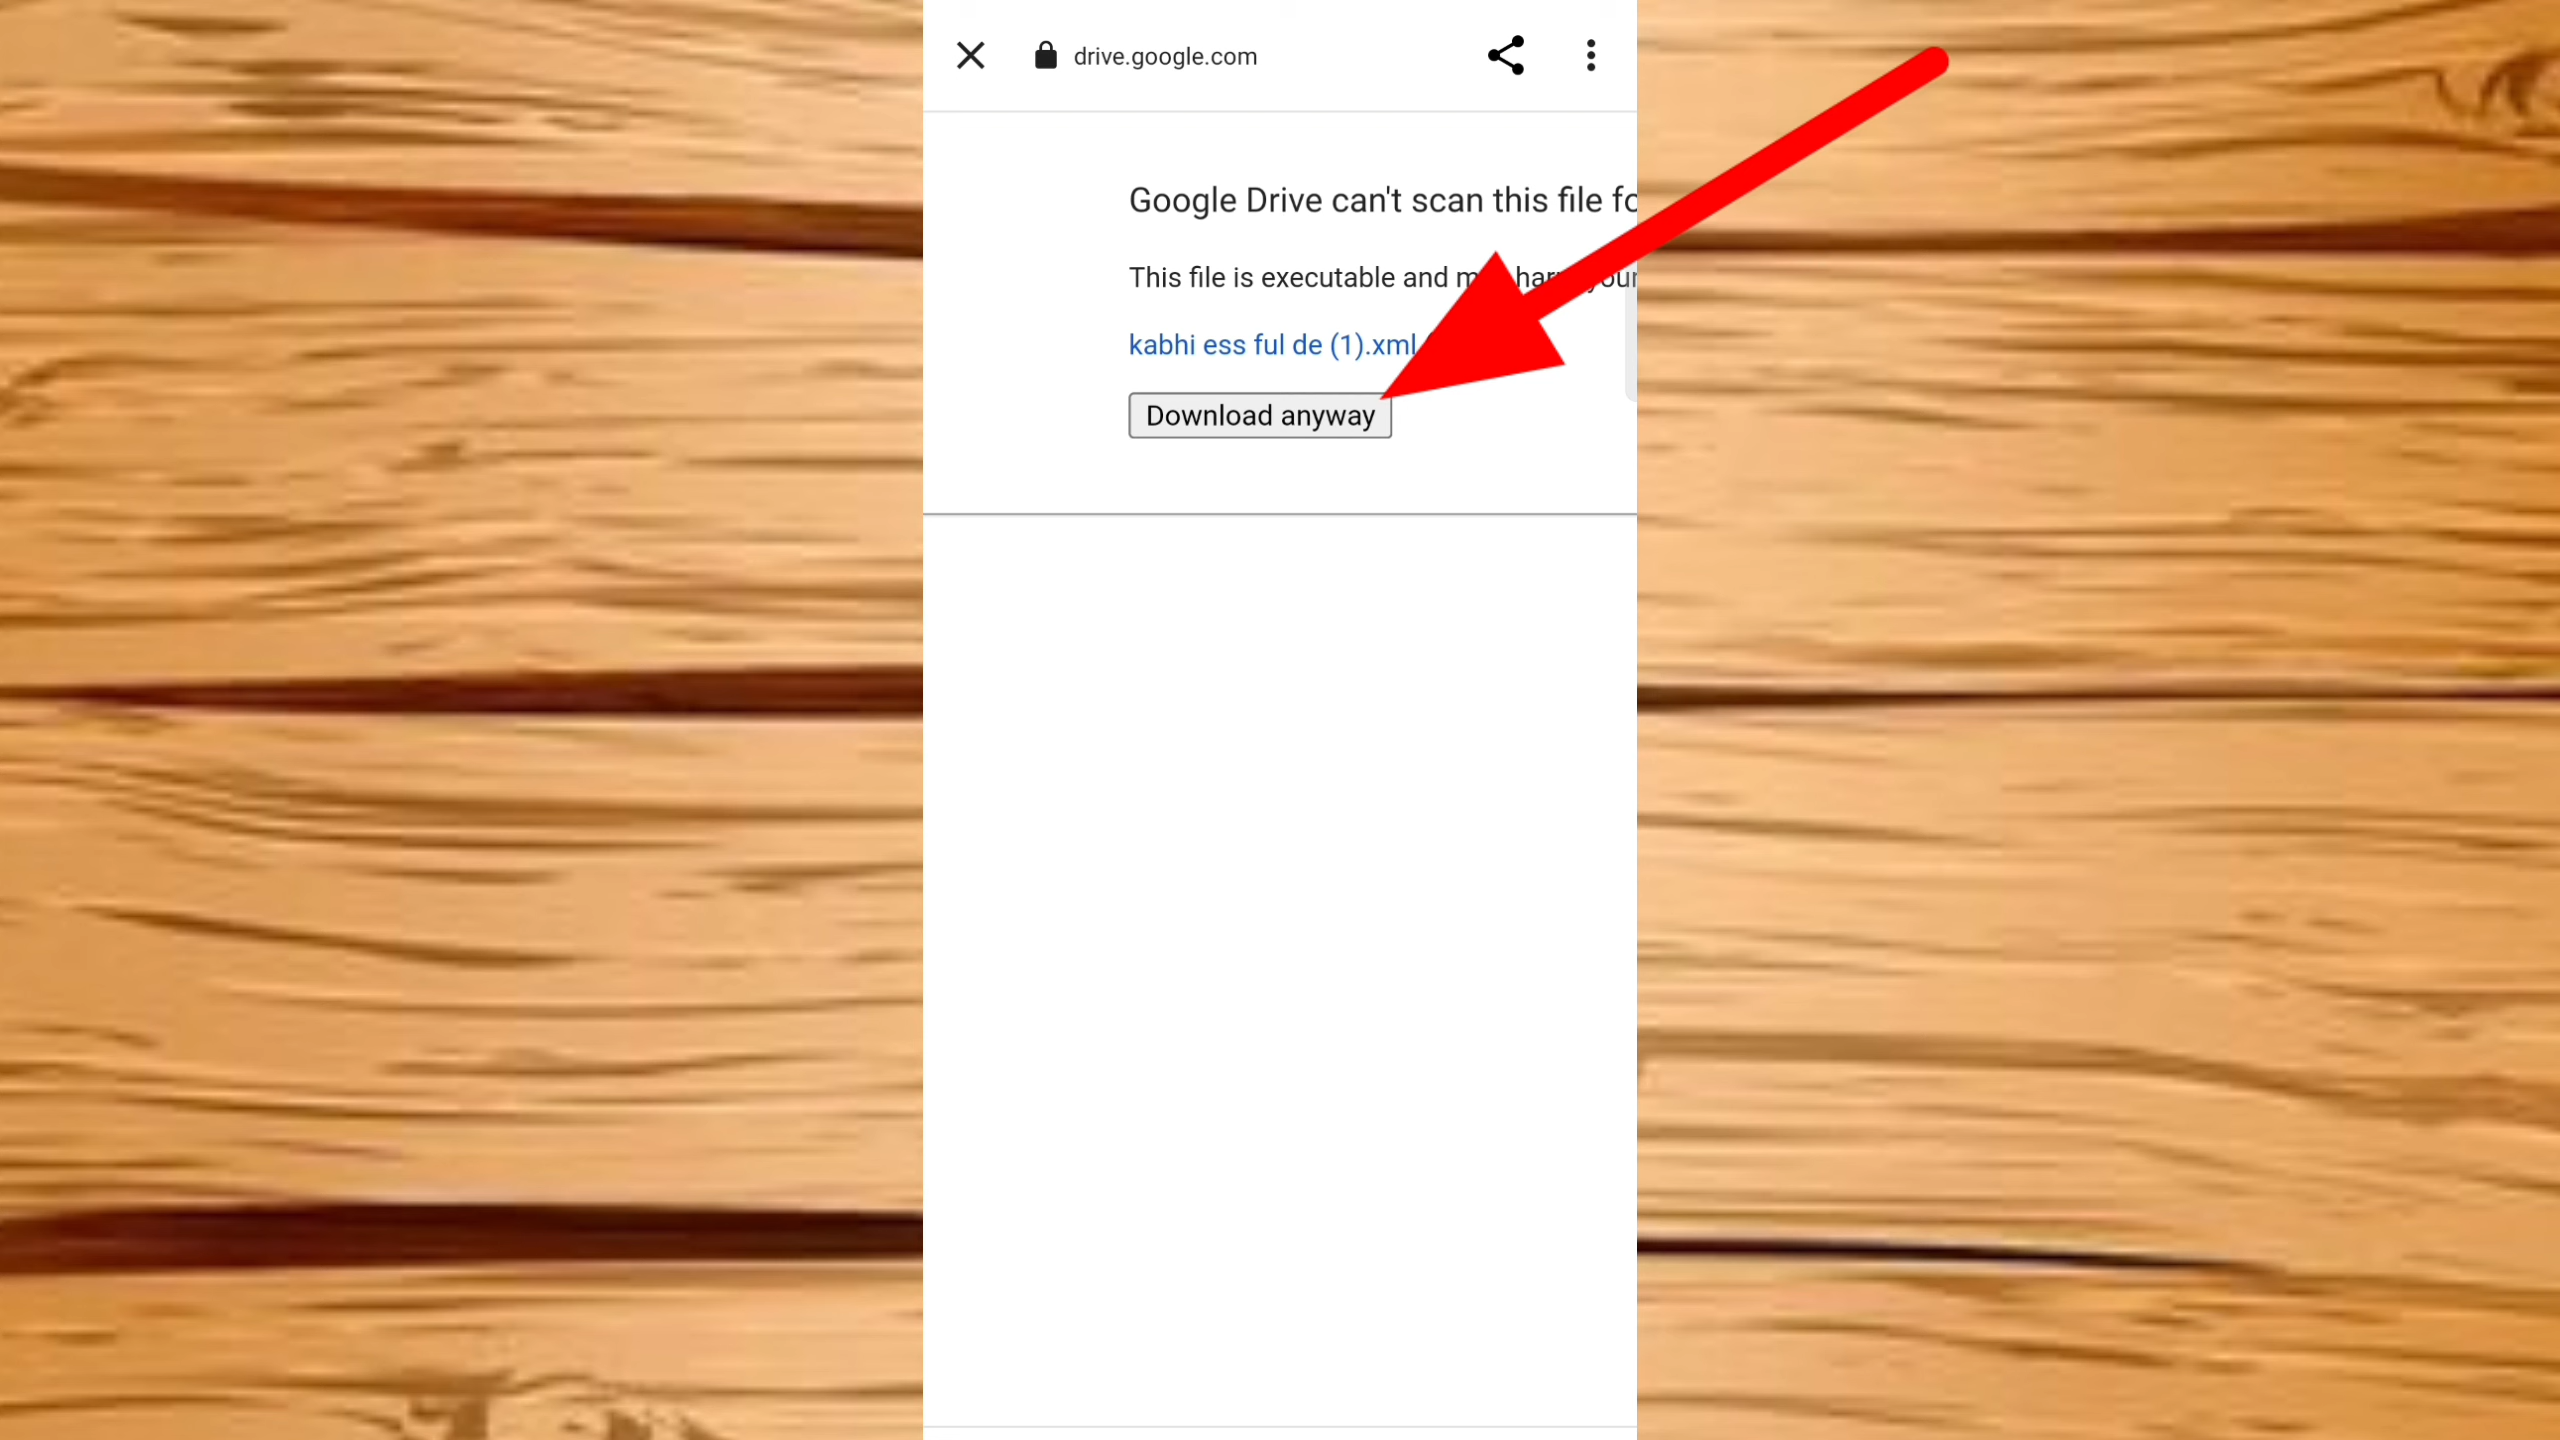 drive.google.com
Google Drive can't scan this file
This file is executable and
kabhi ess ful de (1).xml
Download anyway